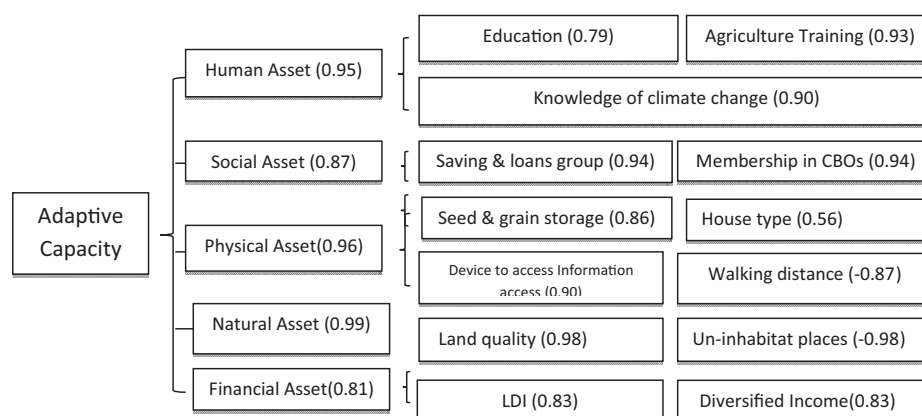 Education (0.79)
Agriculture Training (0.93)
Human Asset (0.95)
Knowledge of climate change (0.90)
Social Asset (0.87)
Saving & loans group (0.94)
Membership in CBOs (0.94)
Adaptive
Capacity
Seed & grain storage (0.86)
House type (0.56)
Physical Asset(0.96)
Device to access Information
access (0.90)
Walking distance (-0.87)
Natural Asset (0.99)
Land quality (0.98)
Un-inhabitat places (-0.98)
Financial Asset(0.81)
LDI (0.83)
Diversified Income(0.83)